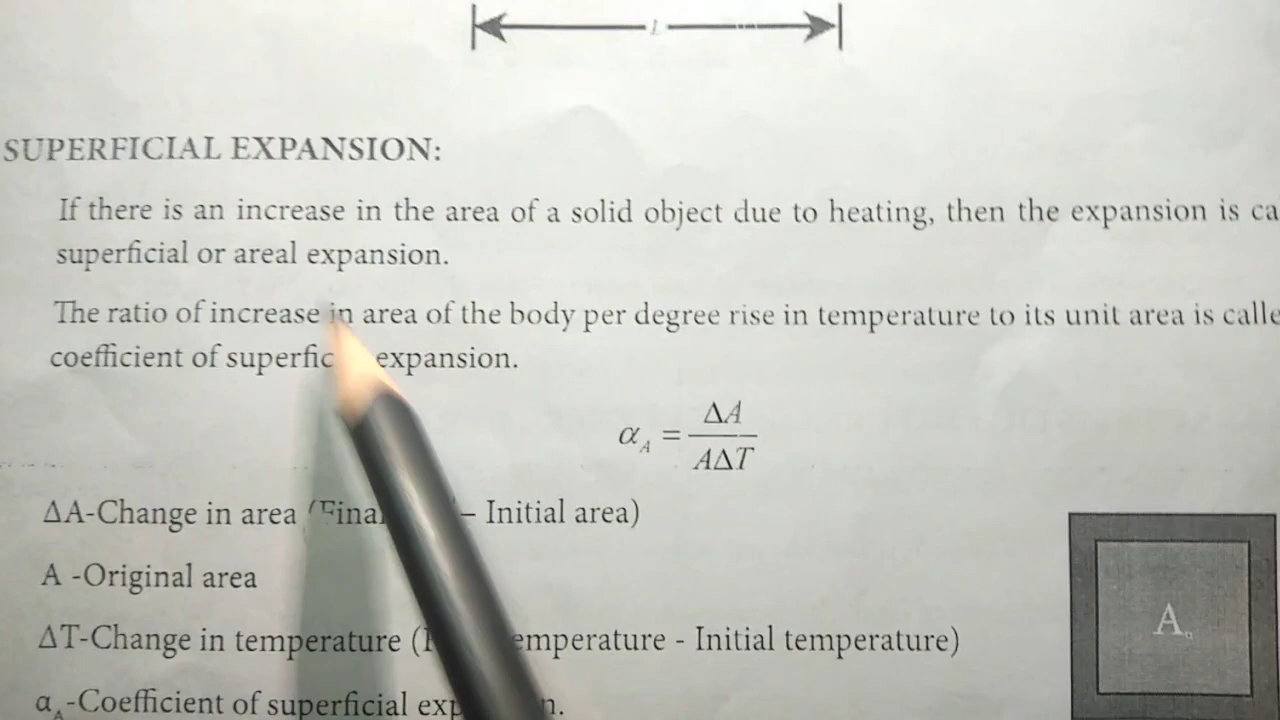 l
SUPERFICIAL EXPANSION:
If there is an increase in the area of a solid object due to heating, then the expansion is ca
superficial or areal expansion.
The ratio of increase in area of the body per degree rise in temperature to its unit area is calle
coefficient of superfic expansion.
α_A = ΔA / AΔT
ΔA-Change in area (Final – Initial area)
A -Original area
ΔT-Change in temperature ( emperature - Initial temperature)
α_A-Coefficient of superficial exp n.
A₀